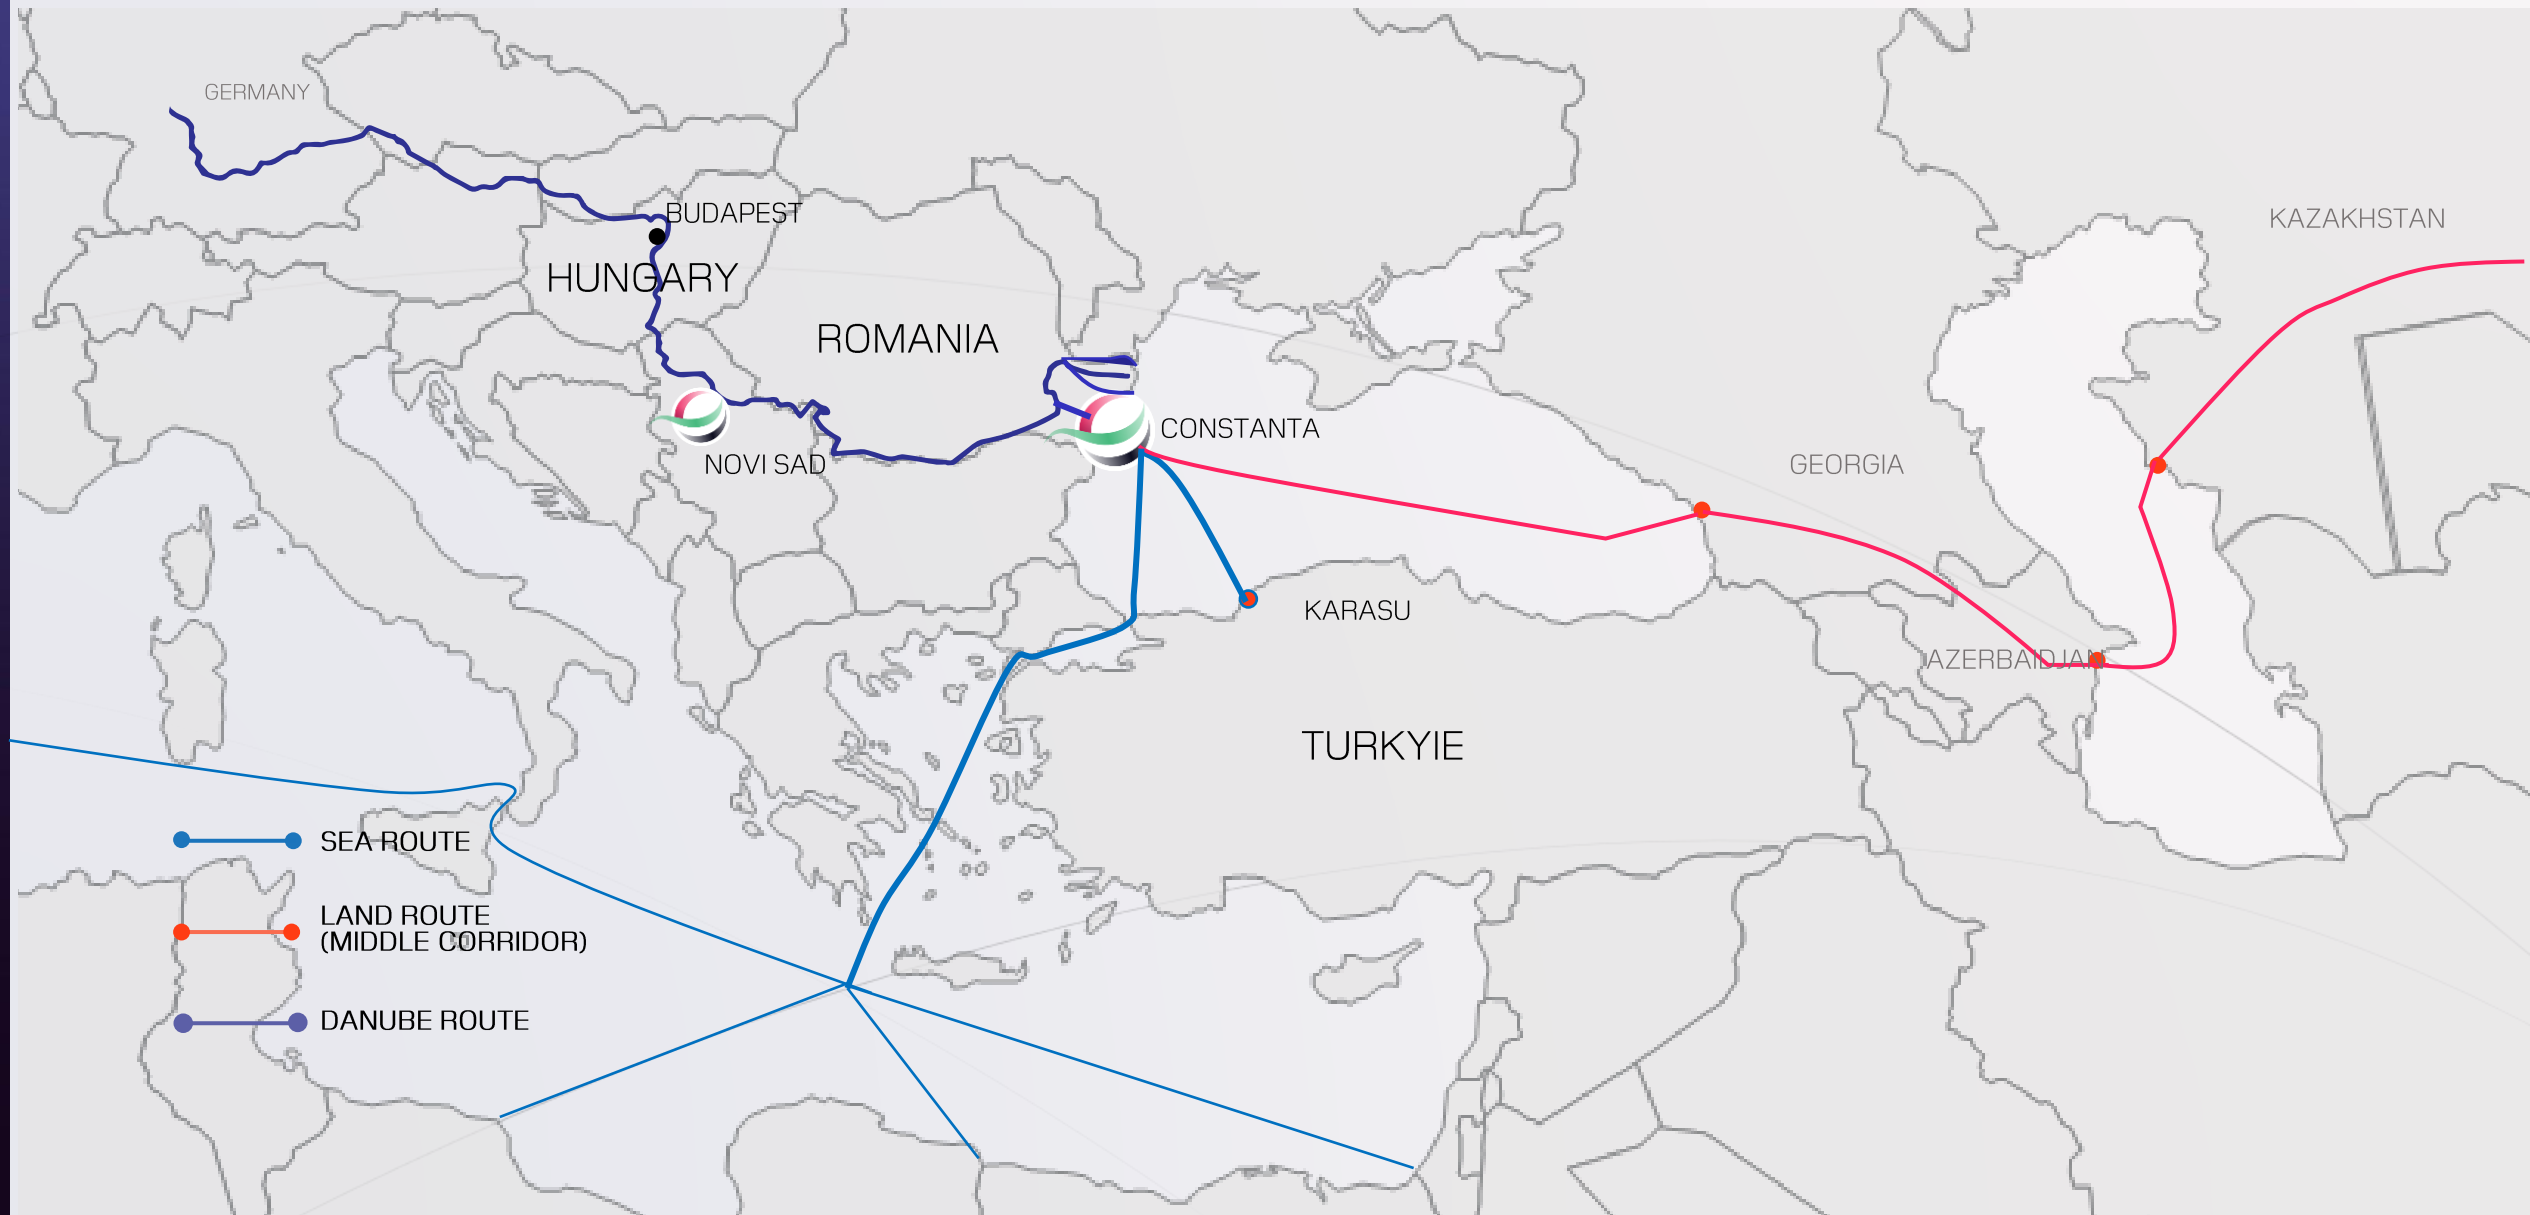 GERMANY
BUDAPEST
KAZAKHSTAN
HUNGARY
ROMANIA
CONSTANTA
NOVI SAD
GEORGIA
KARASU
AZERBAIDJAN
TURKYIE
SEA ROUTE
LAND ROUTE
(MIDDLE CORRIDOR)
DANUBE ROUTE